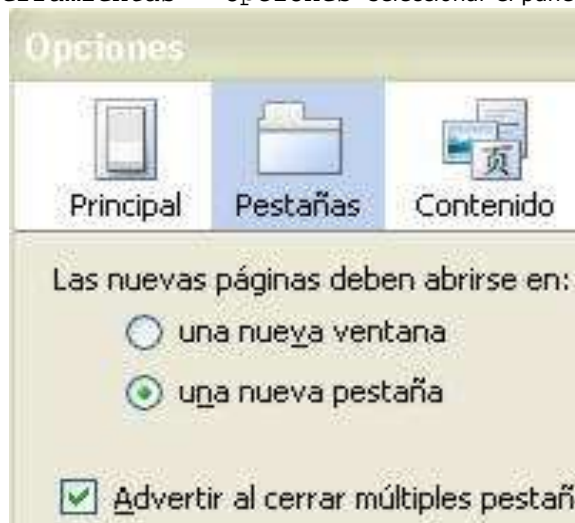 Opciones
Principal Pestañas Contenido
页
Las nuevas páginas deben abrirse en:
una nueva ventana
una nueva pestaña
Advertir al cerrar múltiples